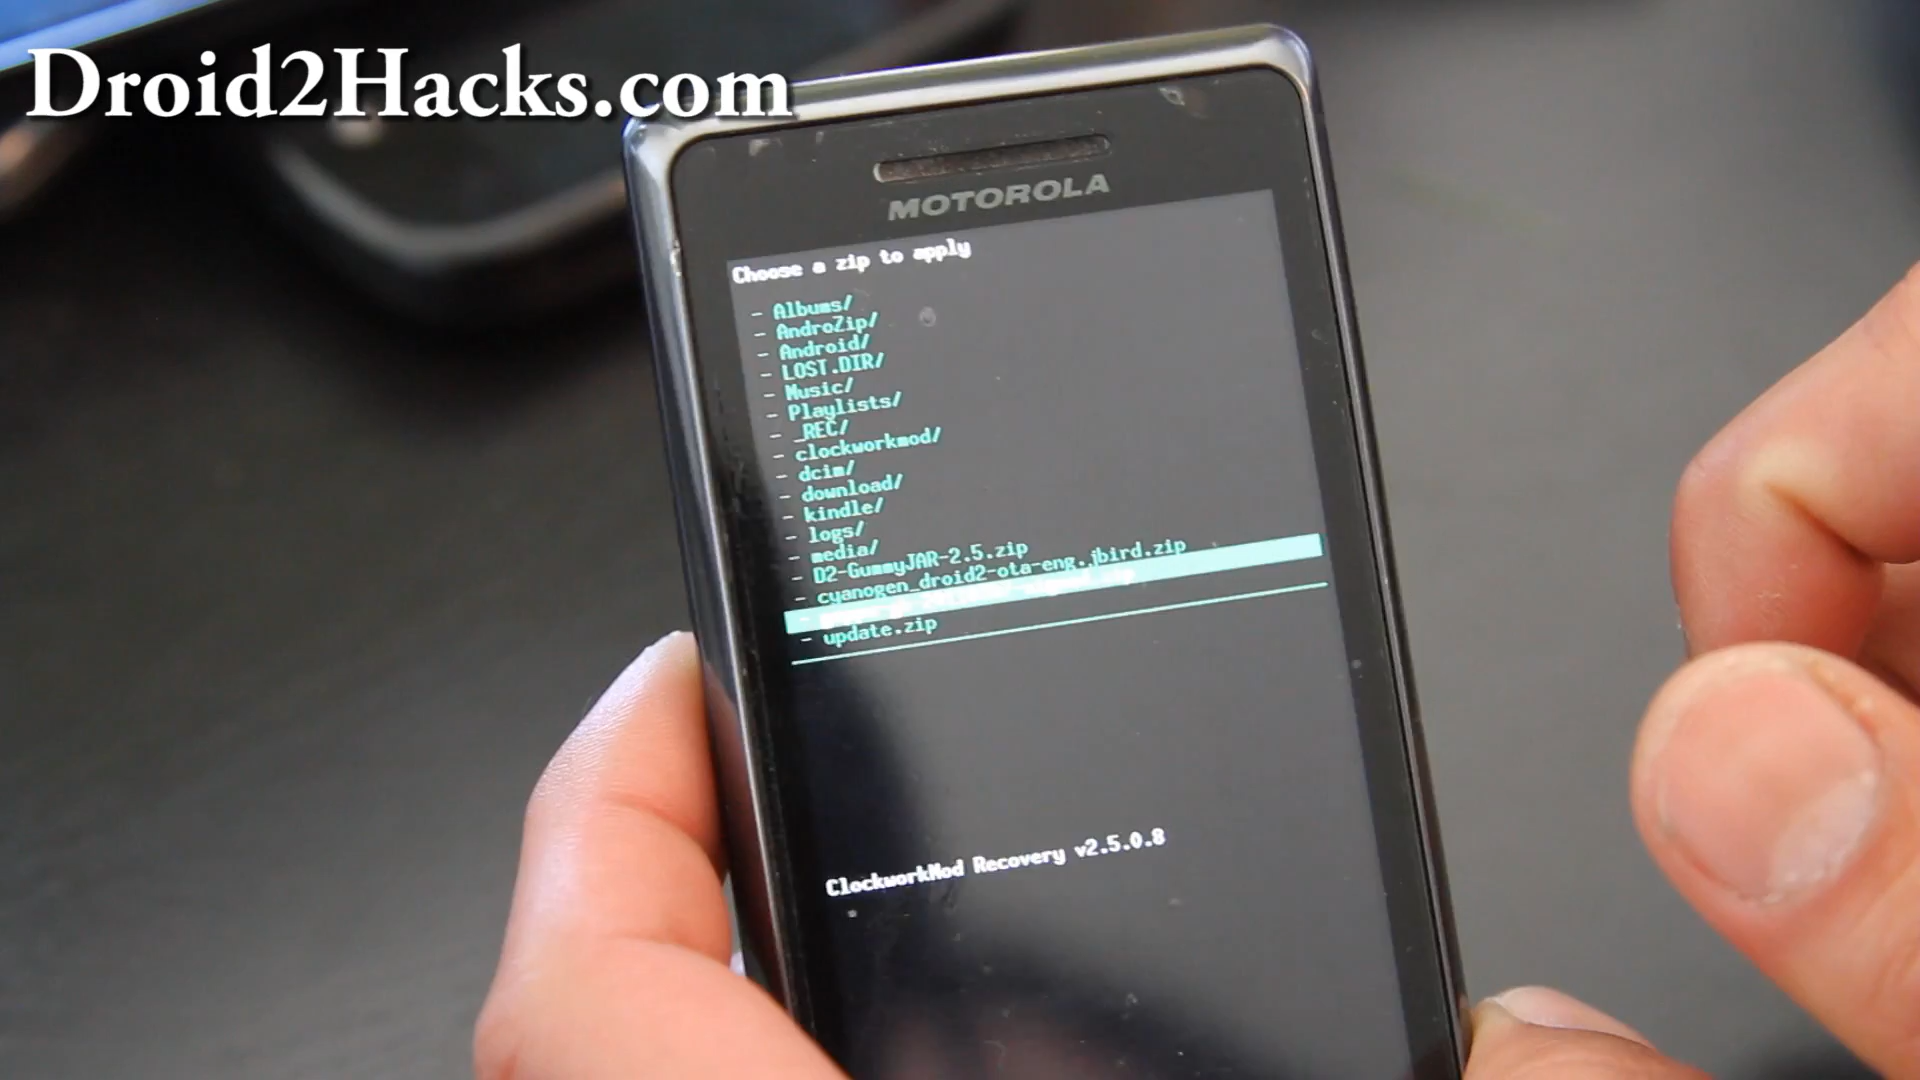 Droid2Hacks.com
MOTOROLA
Choose a zip to apply
- Albums/
- AndroZip/
- Android/
- LOST.DIR/
- Music/
- Playlists/
- _REC/
- clockworkmod/
- dcim/
- download/
- kindle/
- logs/
- media/
- D2-GummyJAR-2.5.zip
- cyanogen_droid2-ota-eng.jbird.zip
- update.zip
ClockworkMod Recovery v2.5.0.8